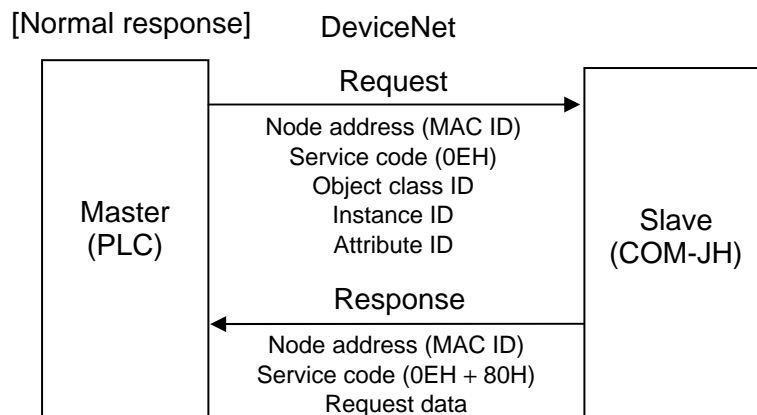 [Normal response]
DeviceNet
Request
Node address (MAC ID)
Service code (0EH)
Object class ID
Instance ID
Attribute ID
Master
(PLC)
Slave
(COM-JH)
Response
Node address (MAC ID)
Service code (0EH + 80H)
Request data